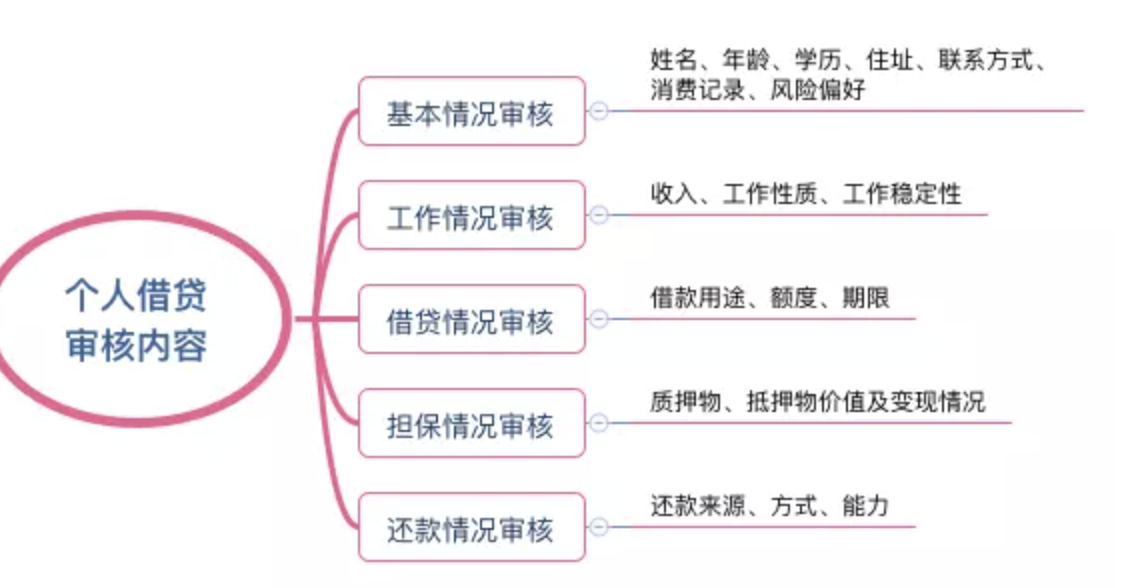 个人借贷
审核内容
基本情况审核
姓名、年龄、学历、住址、联系方式、
消费记录、风险偏好
工作情况审核
收入、工作性质、工作稳定性
借贷情况审核
借款用途、额度、期限
担保情况审核
质押物、抵押物价值及变现情况
还款情况审核
还款来源、方式、能力